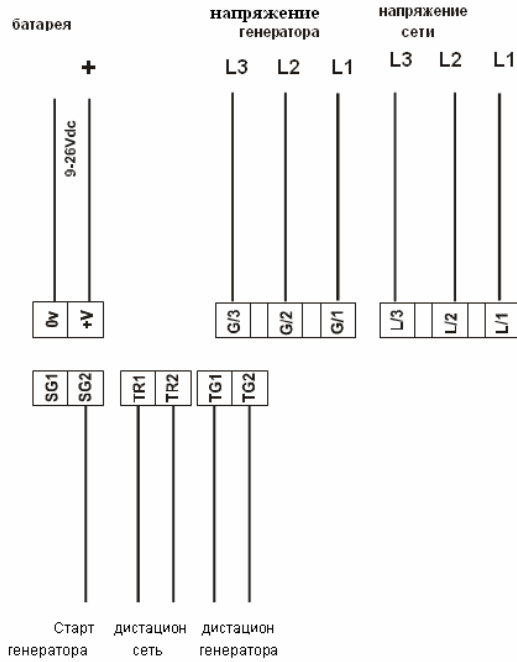 батарея
напряжение
генератора
напряжение
сети
+
L3 L2 L1
L3 L2 L1
9-26Vdc
0v +V
G/3 G/2 G/1
L/3 L/2 L/1
SG1 SG2
TR1 TR2
TG1 TG2
Старт
генератора
дистацион
сеть
дистацион
генератора